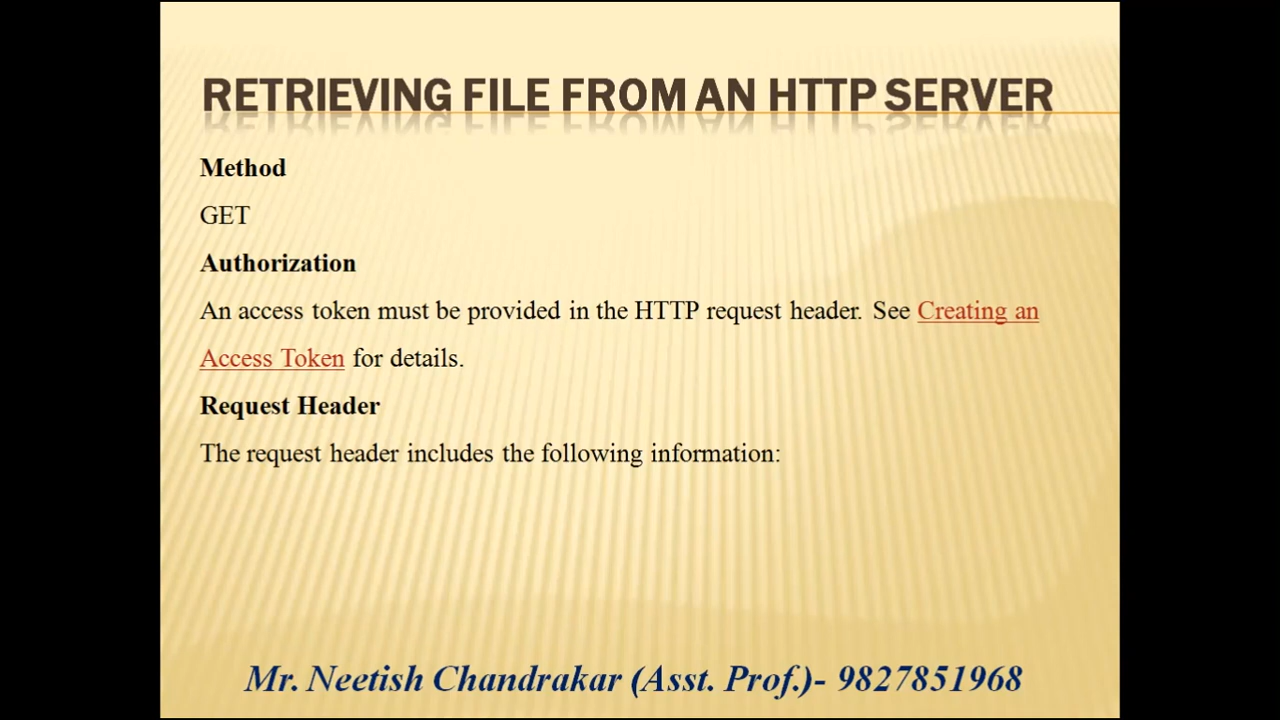 RETRIEVING FILE FROM AN HTTP SERVER
Method
GET
Authorization
An access token must be provided in the HTTP request header. See Creating an
Access Token for details.
Request Header
The request header includes the following information:
Mr. Neetish Chandrakar (Asst. Prof.)- 9827851968